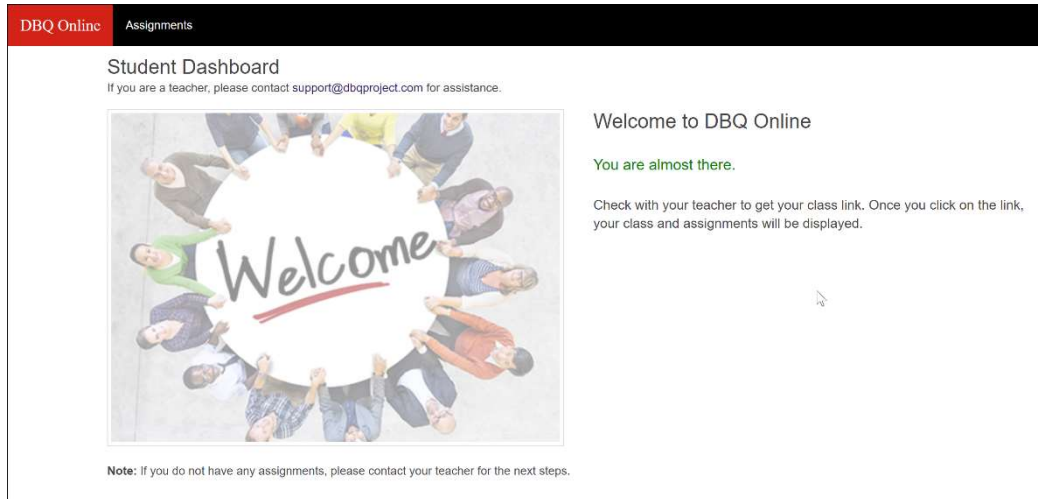 DBQ Online Assignments
Student Dashboard
If you are a teacher, please contact support@dbqproject.com for assistance.
Welcome
Welcome to DBQ Online
You are almost there.
Check with your teacher to get your class link. Once you click on the link,
your class and assignments will be displayed.
Note: If you do not have any assignments, please contact your teacher for the next steps.